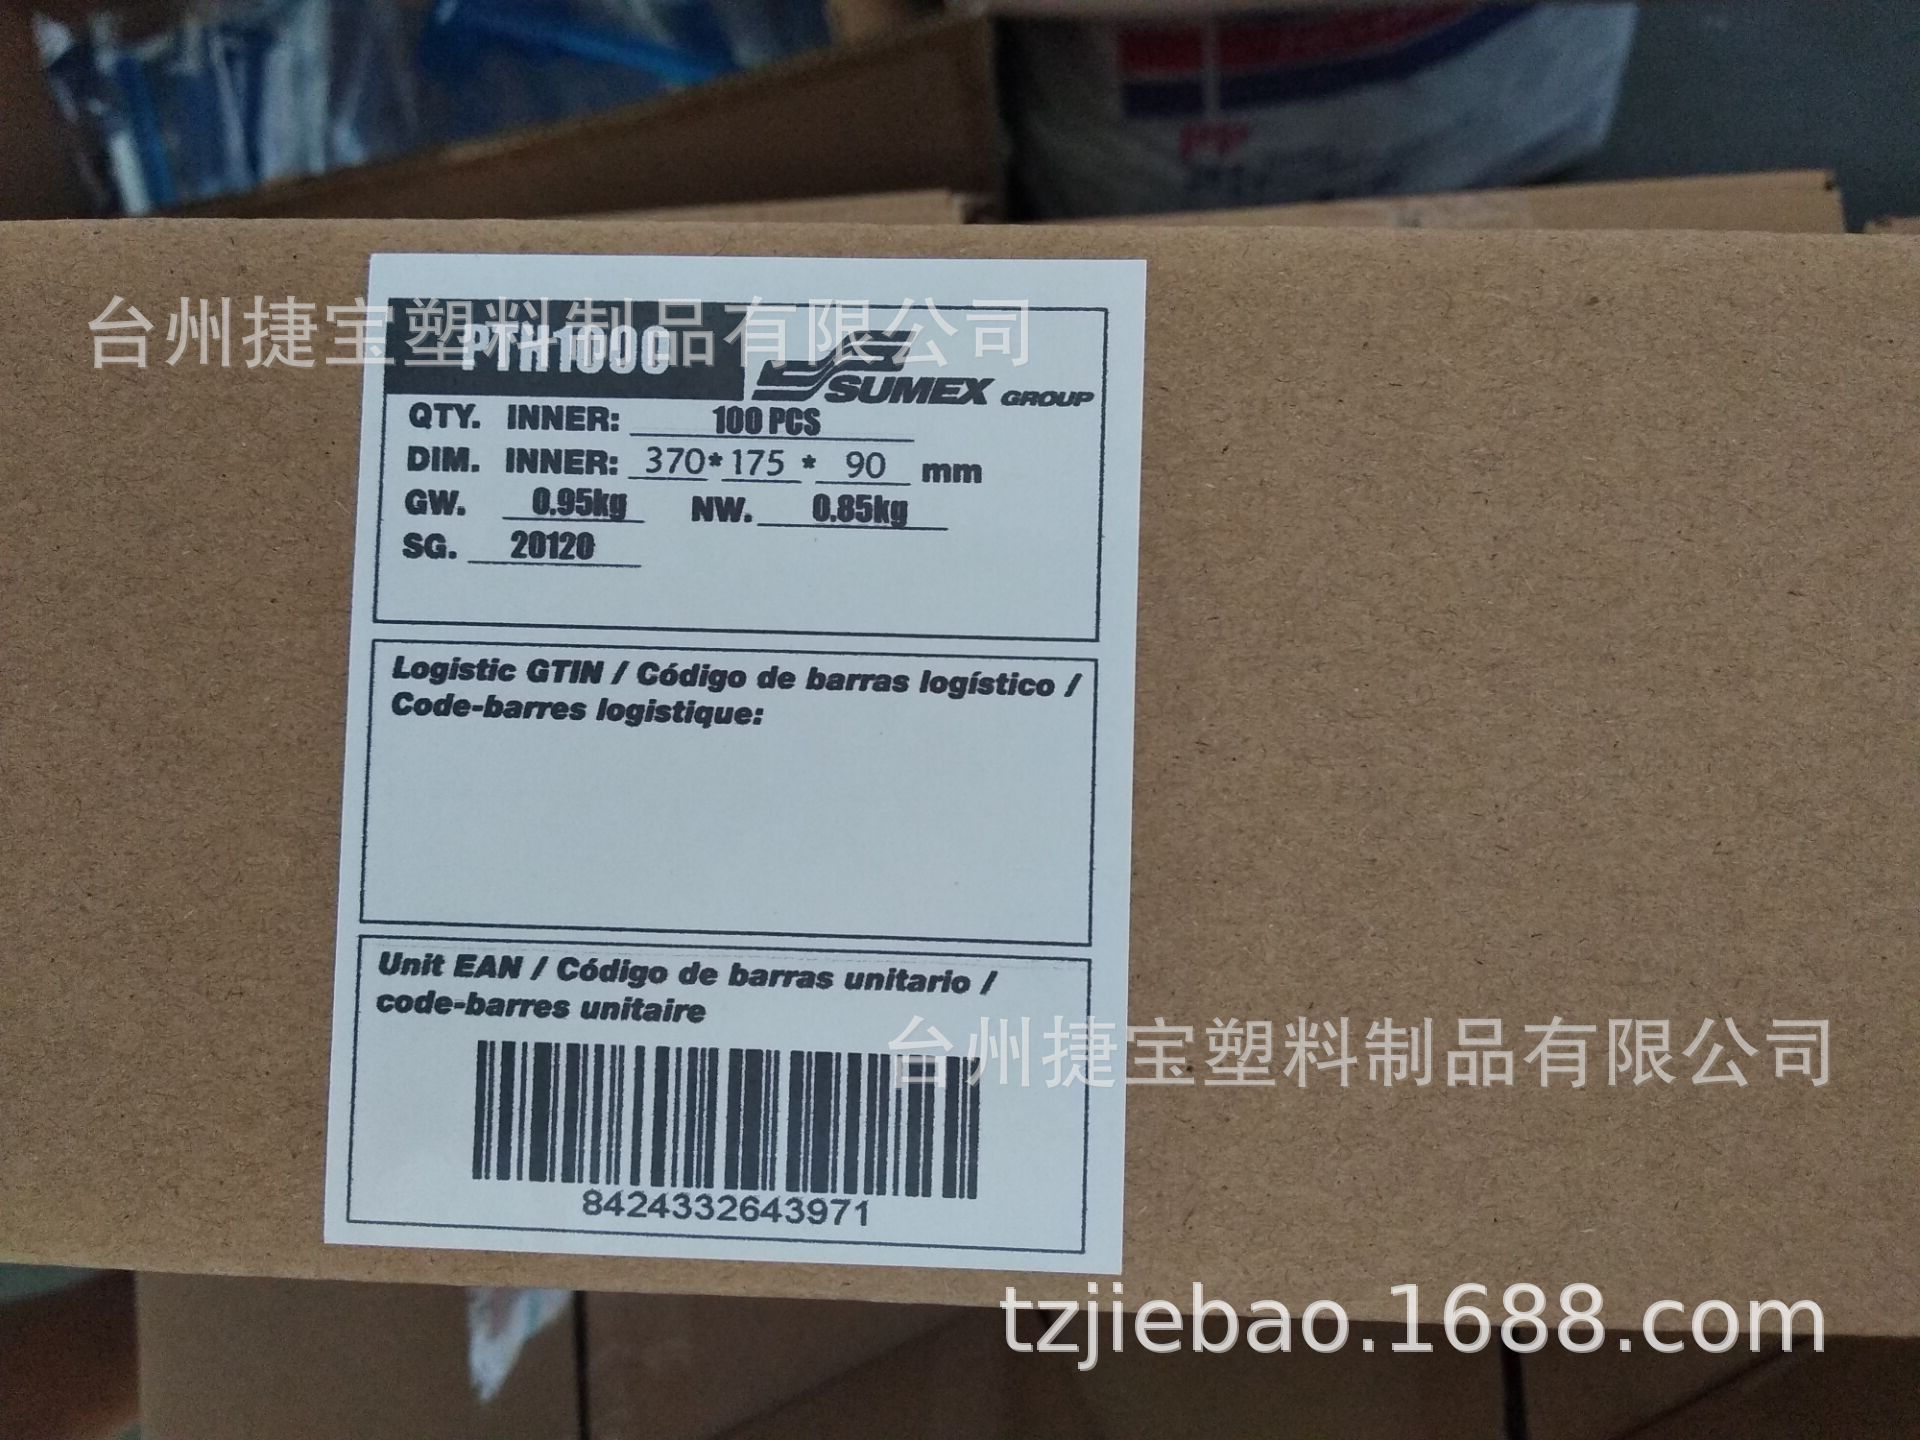 台州捷宝塑料制品有限公司
SUMEX GROUP
QTY. INNER: 100 PCS
DIM. INNER: 370* 175 * 90 mm
GW. 0.95kg NW. 0.85kg
SG. 20120
Logistic GTIN / Código de barras logístico /
Code-barres logistique:
Unit EAN / Código de barras unitario /
code-barres unitaire
台州捷宝塑料制品有限公司
8424332643971
tzjiebao.1688.com